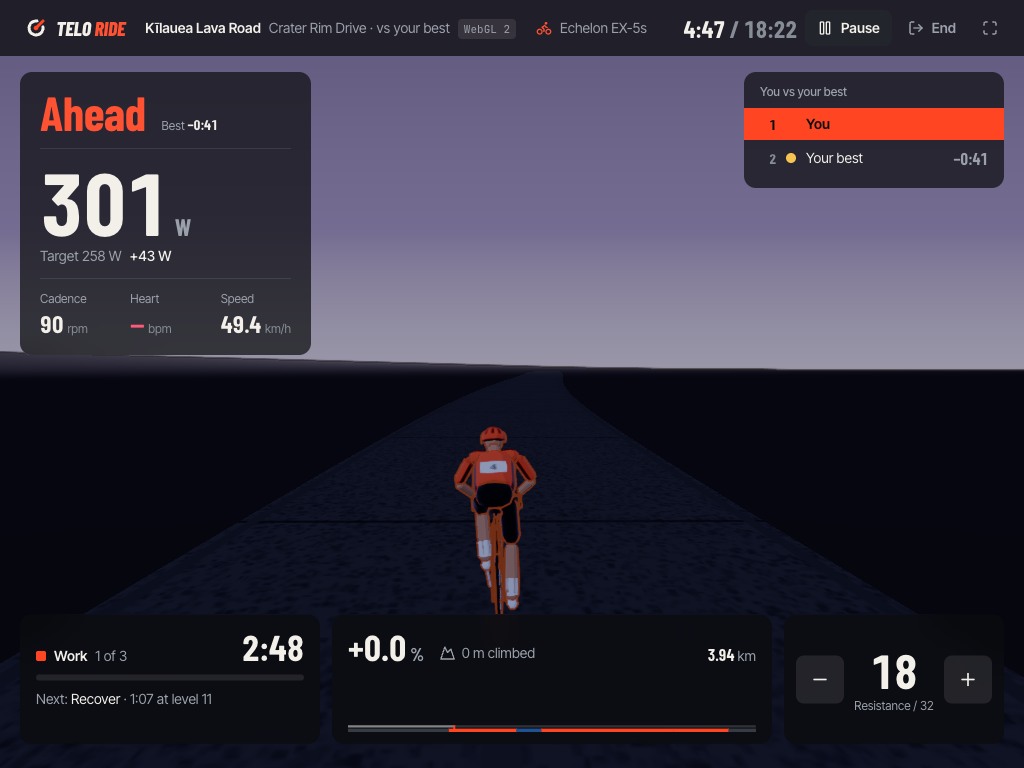 TELO RIDE
Kīlauea Lava Road Crater Rim Drive · vs your best WebGL 2
Echelon EX-5s
4:47 / 18:22
Pause
End
Ahead Best −0:41
301 W
Target 258 W +43 W
Cadence Heart Speed
90 rpm — bpm 49.4 km/h
You vs your best
1 You
2 Your best −0:41
4
Work 1 of 3 2:48
Next: Recover · 1:07 at level 11
+0.0 % 0 m climbed 3.94 km
− 18 +
Resistance / 32